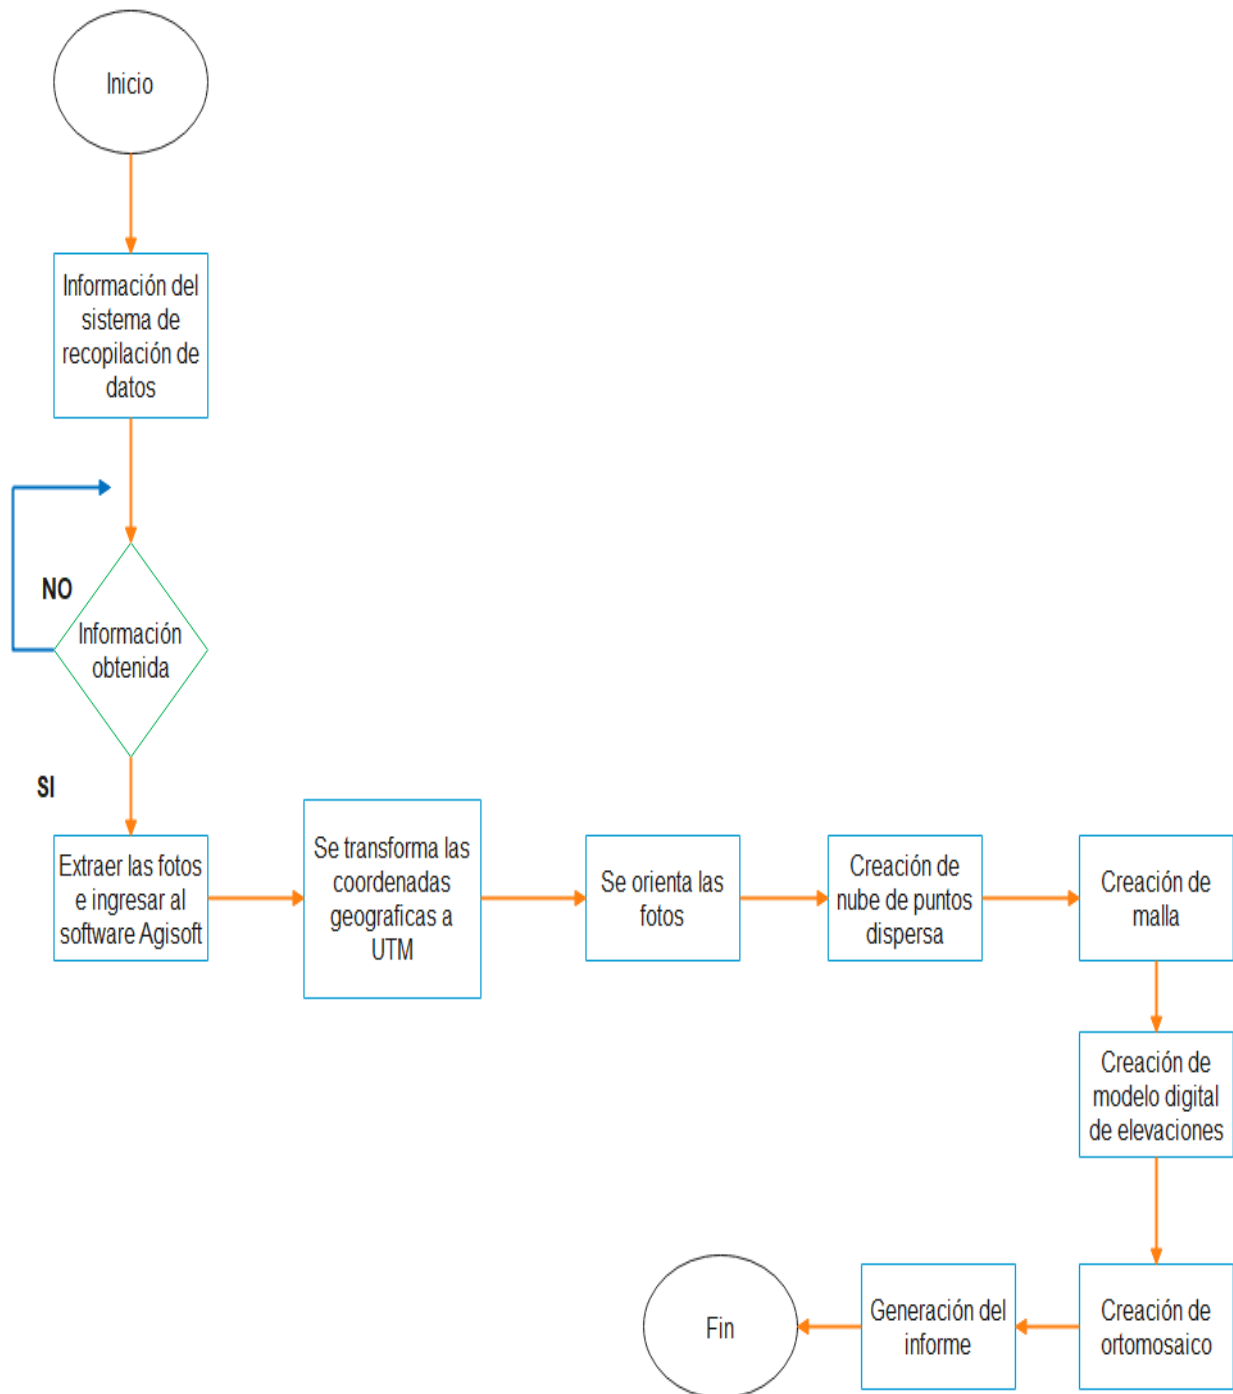 Inicio
Información del
sistema de
recopilación de
datos
NO
Información
obtenida
SI
Extraer las fotos
e ingresar al
software Agisoft
Se transforma las
coordenadas
geograficas a
UTM
Se orienta las
fotos
Creación de
nube de puntos
dispersa
Creación de
malla
Creación de
modelo digital
de elevaciones
Creación de
ortomosaico
Generación del
informe
Fin